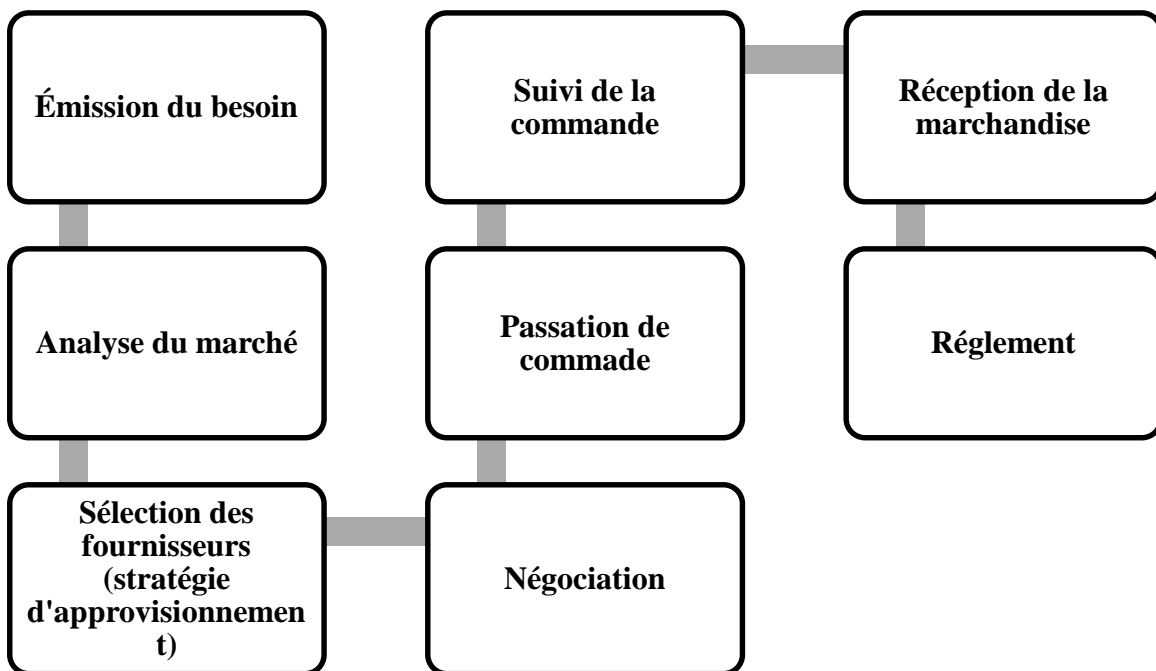 Émission du besoin
Analyse du marché
Sélection des
fournisseurs
(stratégie
d'approvisionnemen
t)
Négociation
Passation de
commade
Suivi de la
commande
Réception de la
marchandise
Réglement